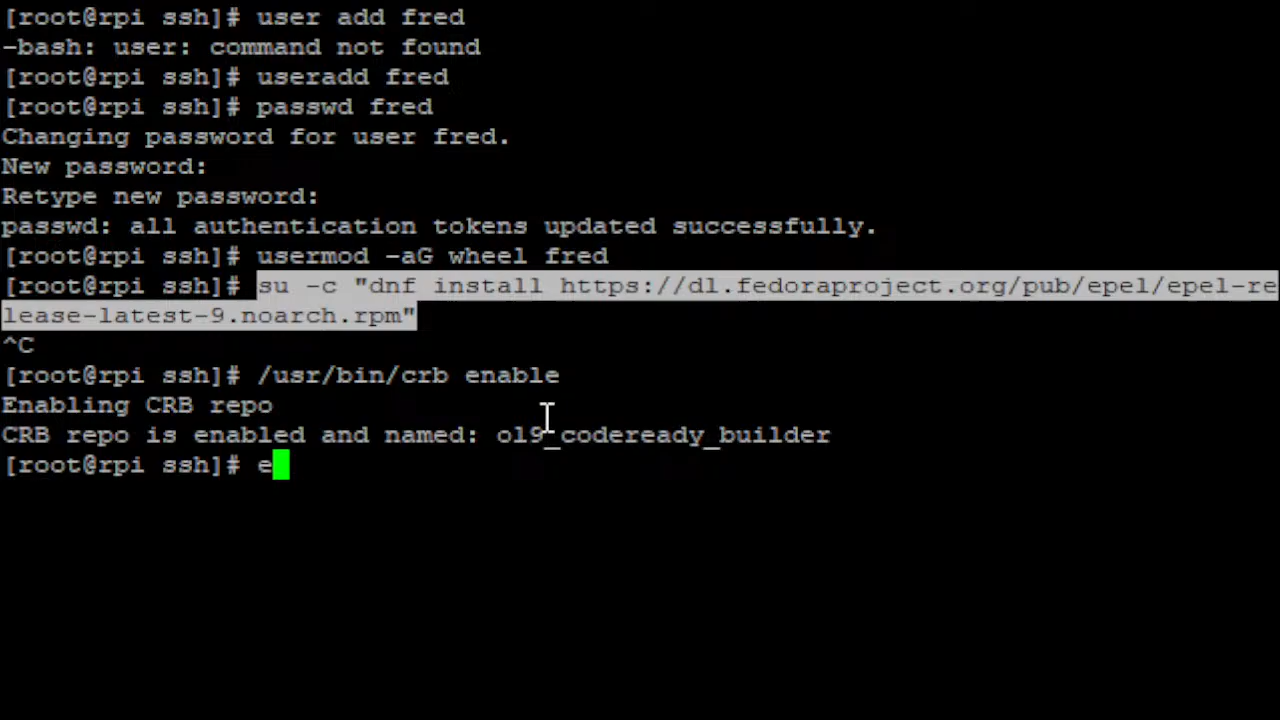 [root@rpi ssh]# user add fred
-bash: user: command not found
[root@rpi ssh]# useradd fred
[root@rpi ssh]# passwd fred
Changing password for user fred.
New password:
Retype new password:
passwd: all authentication tokens updated successfully.
[root@rpi ssh]# usermod -aG wheel fred
[root@rpi ssh]# su -c "dnf install https://dl.fedoraproject.org/pub/epel/epel-re
lease-latest-9.noarch.rpm"
^C
[root@rpi ssh]# /usr/bin/crb enable
Enabling CRB repo
CRB repo is enabled and named: ol9_codeready_builder
[root@rpi ssh]# e